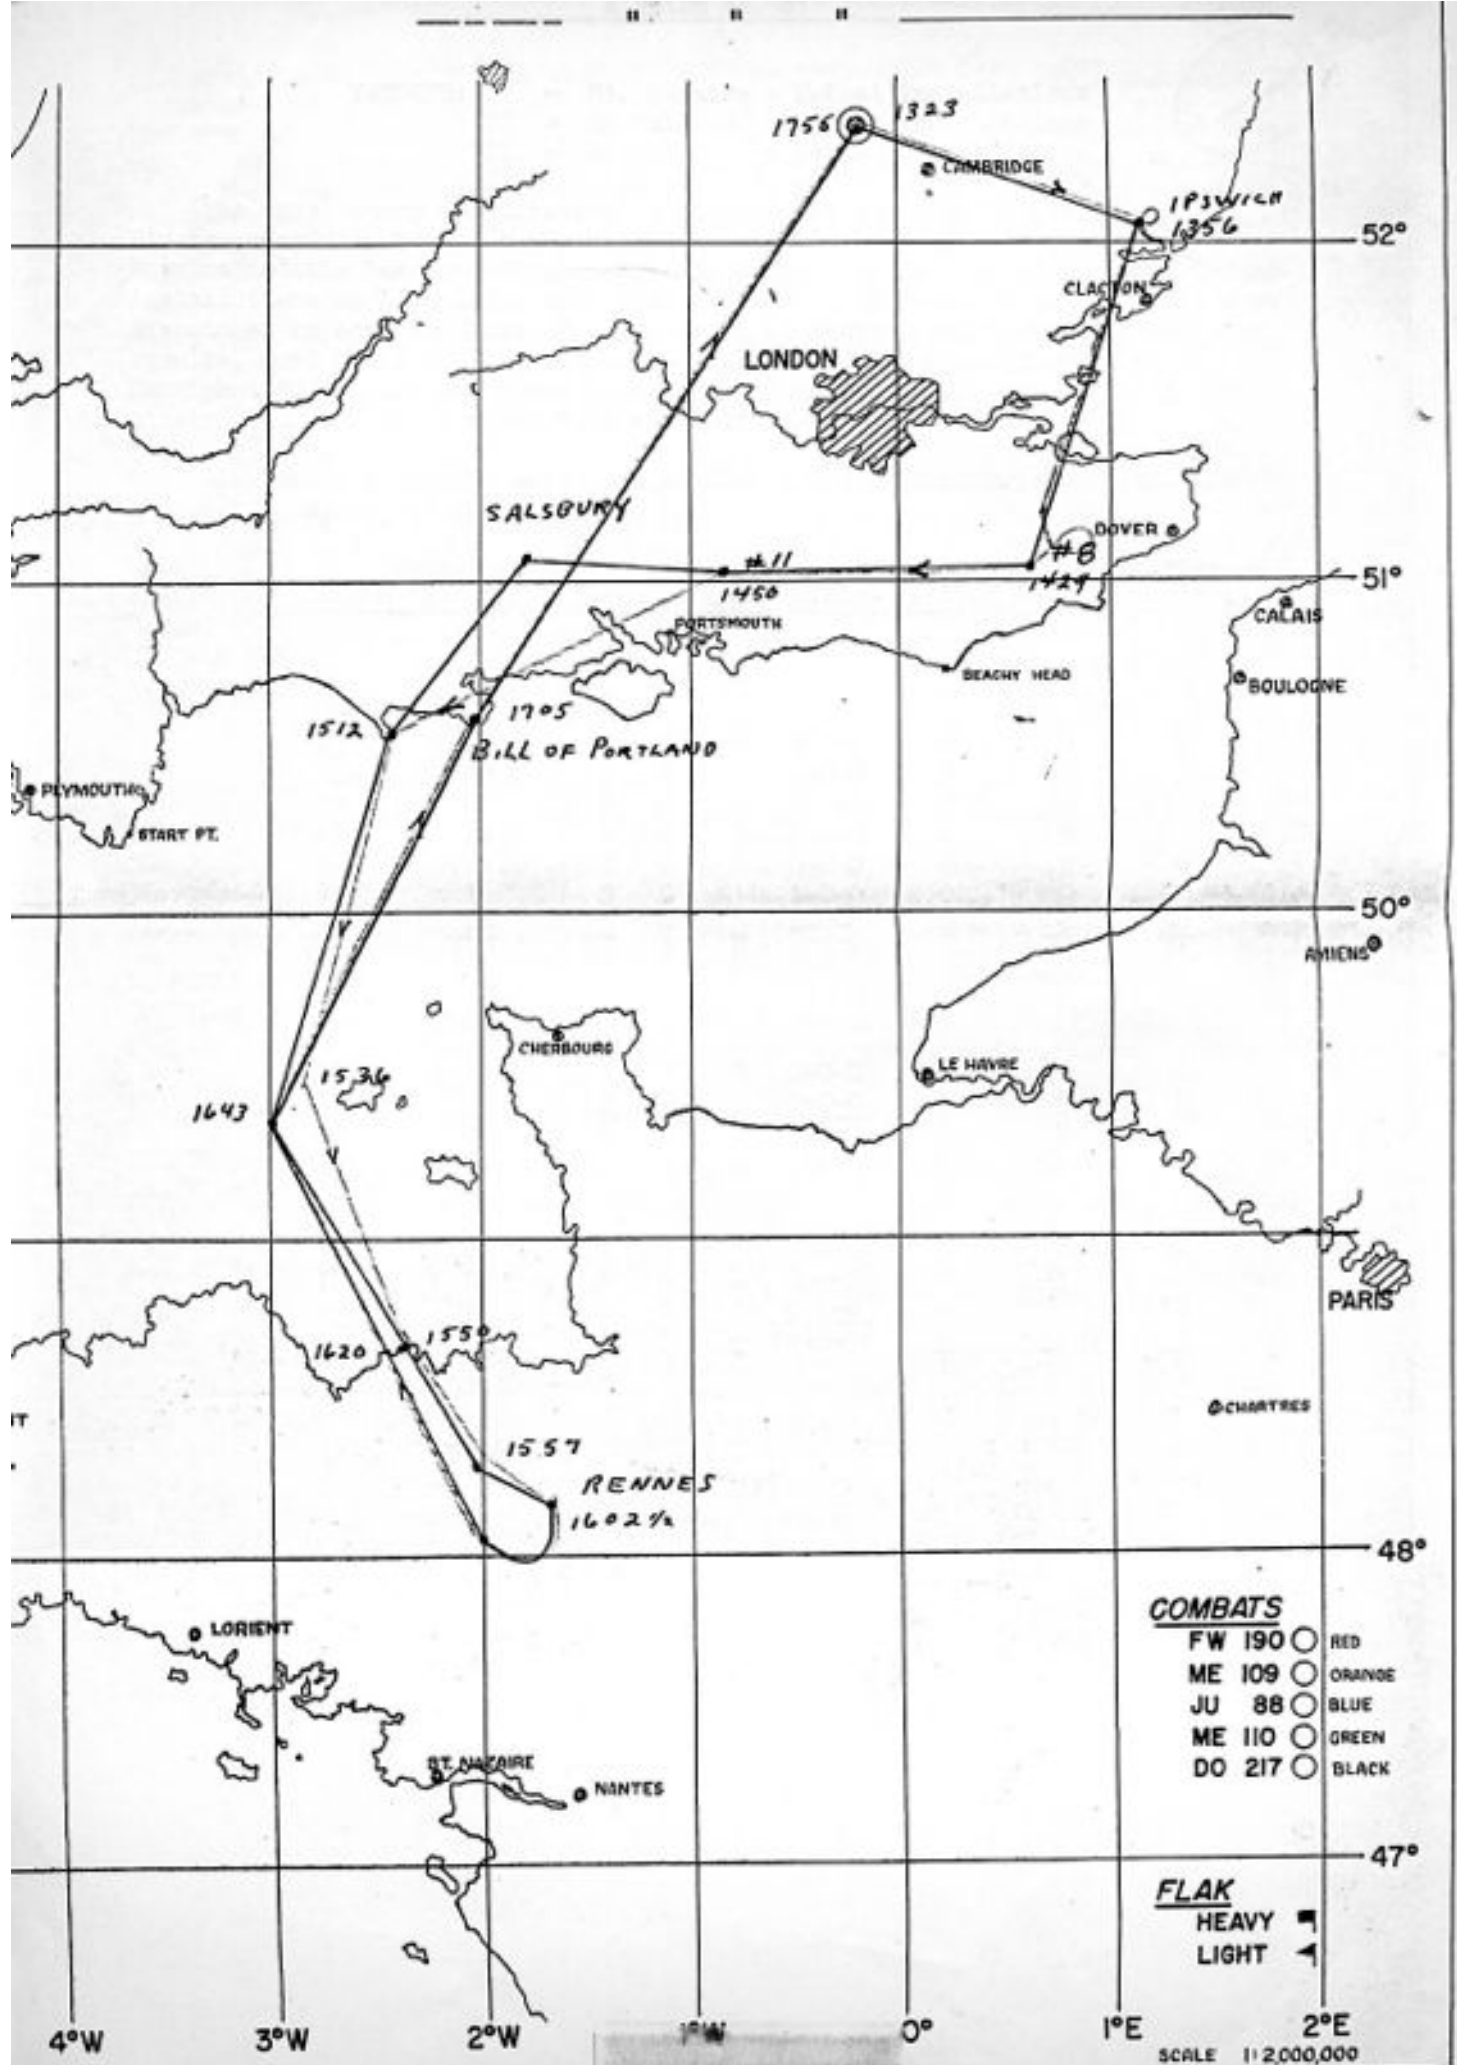 1756
1323
CAMBRIDGE
IPSWICH
1356
52°
CLACTON
LONDON
SALSBURY
DOVER
#11
#8
1450
1429
51°
CALAIS
PORTSMOUTH
BEACHY HEAD
BOULOGNE
1512
1705
BILL OF PORTLAND
PLYMOUTH
START PT.
50°
AMIENS
CHERBOURG
LE HAVRE
1536
1643
PARIS
1620
1550
CHARTRES
1557
RENNES
1602 1/2
48°
LORIENT
ST. NAZAIRE
NANTES
COMBATS
FW 190 RED
ME 109 ORANGE
JU 88 BLUE
ME 110 GREEN
DO 217 BLACK
47°
FLAK
HEAVY
LIGHT
4°W 3°W 2°W 1°W 0° 1°E 2°E
SCALE 1:2,000,000